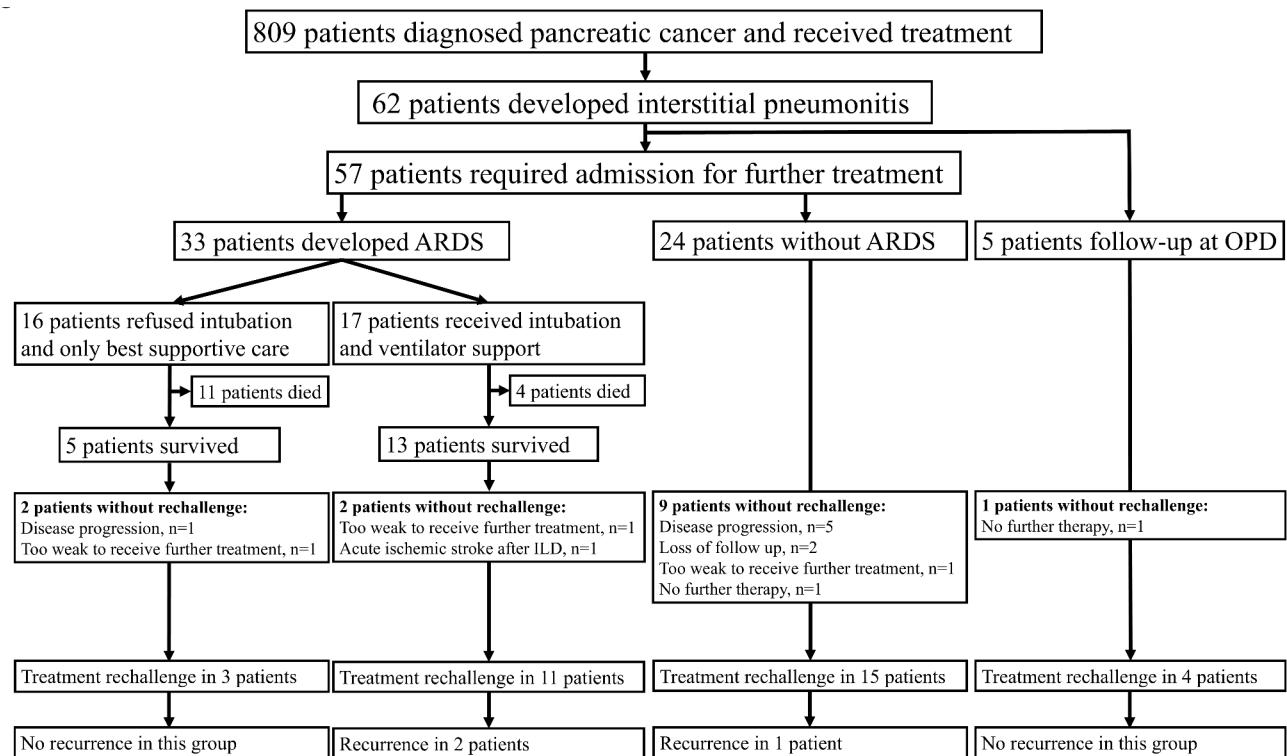 809 patients diagnosed pancreatic cancer and received treatment
62 patients developed interstitial pneumonitis
57 patients required admission for further treatment
33 patients developed ARDS
24 patients without ARDS
5 patients follow-up at OPD
16 patients refused intubation
and only best supportive care
17 patients received intubation
and ventilator support
11 patients died
4 patients died
5 patients survived
13 patients survived
2 patients without rechallenge:
Disease progression, n=1
Too weak to receive further treatment, n=1
2 patients without rechallenge:
Too weak to receive further treatment, n=1
Acute ischemic stroke after ILD, n=1
9 patients without rechallenge:
Disease progression, n=5
Loss of follow up, n=2
Too weak to receive further treatment, n=1
No further therapy, n=1
1 patients without rechallenge:
No further therapy, n=1
Treatment rechallenge in 3 patients
Treatment rechallenge in 11 patients
Treatment rechallenge in 15 patients
Treatment rechallenge in 4 patients
No recurrence in this group
Recurrence in 2 patients
Recurrence in 1 patient
No recurrence in this group